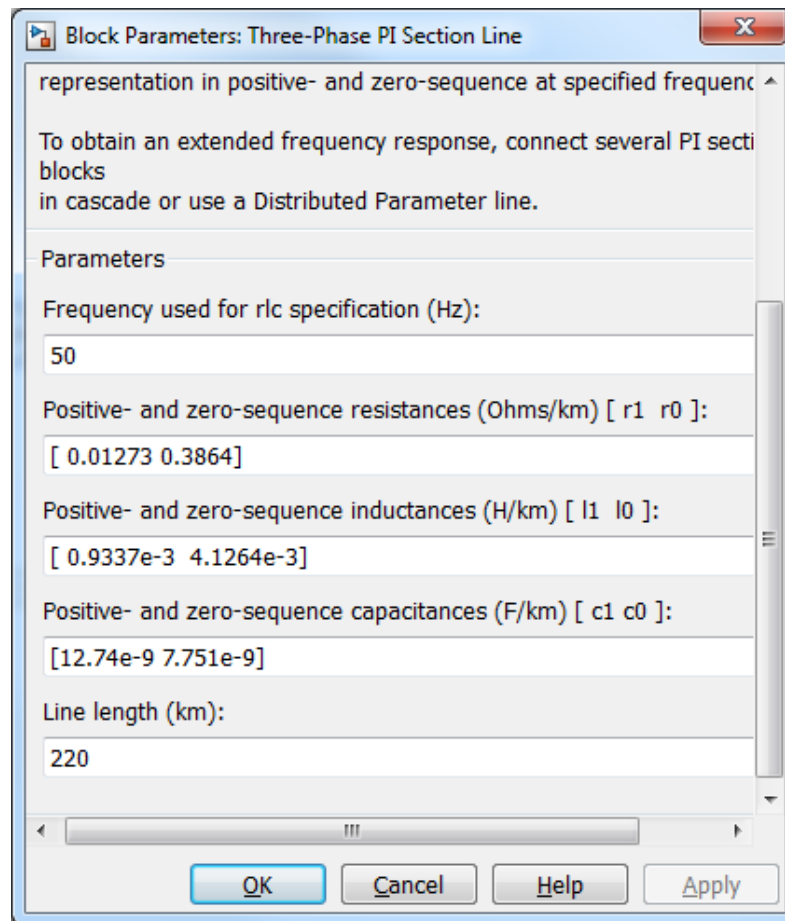 Block Parameters: Three-Phase PI Section Line
representation in positive- and zero-sequence at specified
To obtain an extended frequency response, connect several PI
blocks
in cascade or use a Distributed Parameter line.
Parameters
Frequency used for rlc specification (Hz):
50
Positive- and zero-sequence resistances (Ohms/km) [ r1 r0 ]:
[ 0.01273 0.3864]
Positive- and zero-sequence inductances (H/km) [ l1 l0 ]:
[ 0.9337e-3 4.1264e-3]
Positive- and zero-sequence capacitances (F/km) [ c1 c0 ]:
[12.74e-9 7.751e-9]
Line length (km):
220
OK Cancel Help Apply